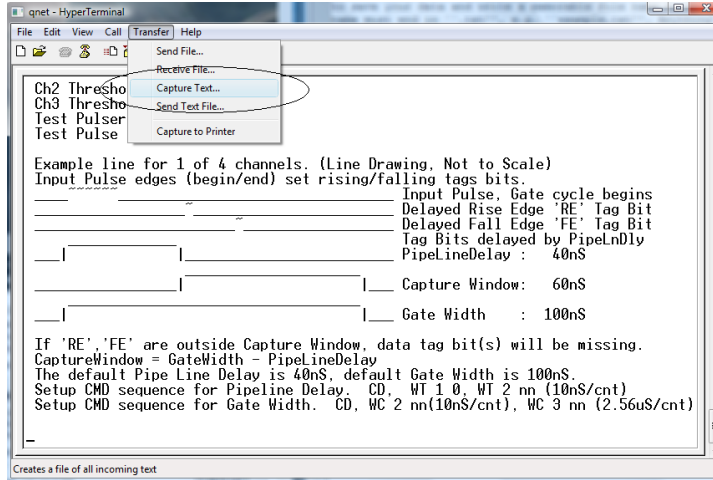 qnet - HyperTerminal
File Edit View Call Transfer Help
Send File...
Receive File...
Capture Text...
Send Text File...
Capture to Printer
Ch2 Thresho
Ch3 Thresho
Test Pulser
Test Pulse
Example line for 1 of 4 channels. (Line Drawing, Not to Scale)
Input Pulse edges (begin/end) set rising/falling tags bits.
Input Pulse, Gate cycle begins
Delayed Rise Edge 'RE' Tag Bit
Delayed Fall Edge 'FE' Tag Bit
Tag Bits delayed by PipeLnDly
PipeLineDelay : 40nS
Capture Window: 60nS
Gate Width : 100nS
If 'RE','FE' are outside Capture Window, data tag bit(s) will be missing.
CaptureWindow = GateWidth - PipeLineDelay
The default Pipe Line Delay is 40nS, default Gate Width is 100nS.
Setup CMD sequence for Pipeline Delay. CD, WT 1 0, WT 2 nn (10nS/cnt)
Setup CMD sequence for Gate Width. CD, WC 2 nn(10nS/cnt), WC 3 nn (2.56uS/cnt)
Creates a file of all incoming text